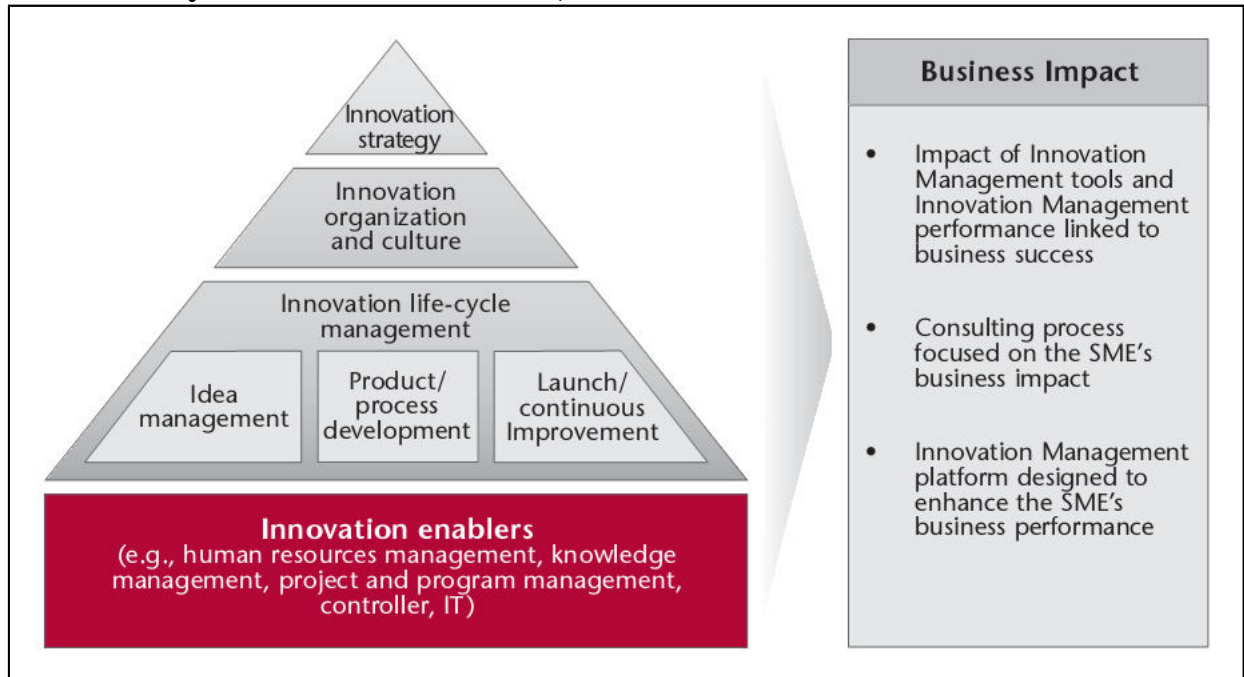 Innovation
strategy
Innovation
organization
and culture
Innovation life-cycle
management
Idea
management
Product/
process
development
Launch/
continuous
Improvement
Innovation enablers
(e.g., human resources management, knowledge
management, project and program management,
controller, IT)
Business Impact
• Impact of Innovation
Management tools and
Innovation Management
performance linked to
business success
• Consulting process
focused on the SME's
business impact
• Innovation Management
platform designed to
enhance the SME's
business performance